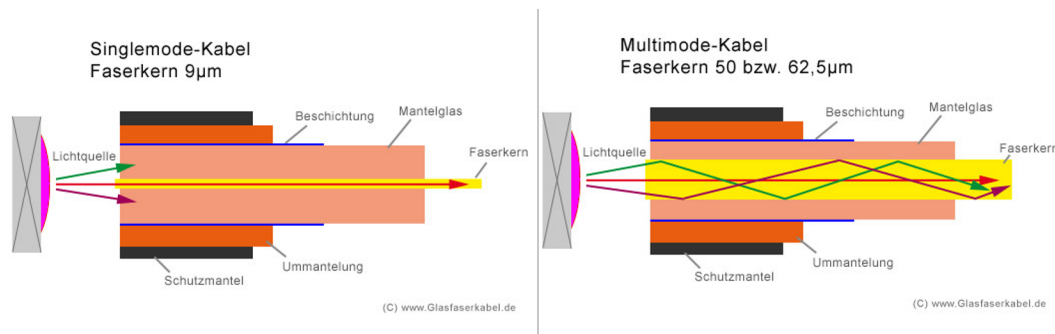 Singlemode-Kabel
Faserkern 9µm
Beschichtung
Mantelglas
Lichtquelle
Faserkern
Ummantelung
Schutzmantel
(C) www.Glasfaserkabel.de
Multimode-Kabel
Faserkern 50 bzw. 62,5µm
Beschichtung
Mantelglas
Lichtquelle
Faserkern
Ummantelung
Schutzmantel
(C) www.Glasfaserkabel.de